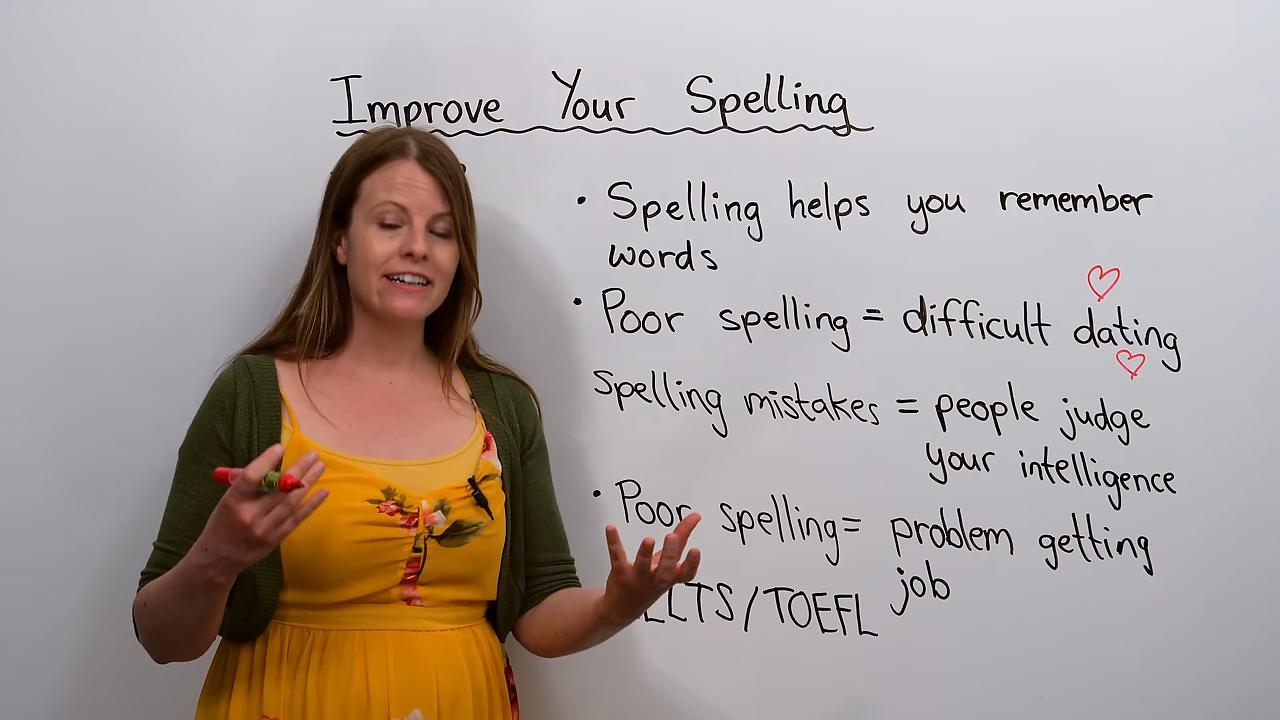 Improve Your Spelling
• Spelling helps you remember
words
• Poor spelling = difficult dating
Spelling mistakes = people judge
your intelligence
• Poor spelling = problem getting
job
/TOEFL